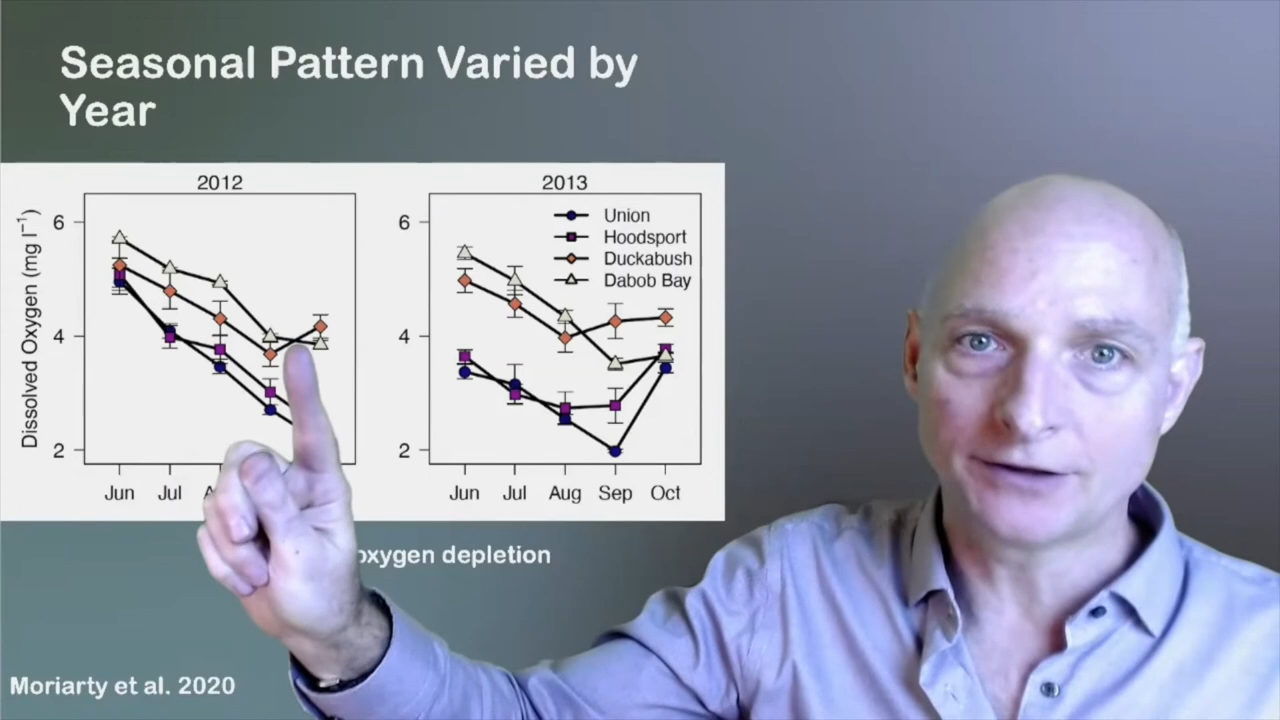 Seasonal Pattern Varied by
Year
2012
2013
Dissolved Oxygen (mg l⁻¹)
6
4
2
6
4
2
Union
Hoodsport
Duckabush
Dabob Bay
Jun Jul
Jun Jul Aug Sep Oct
oxygen depletion
Moriarty et al. 2020